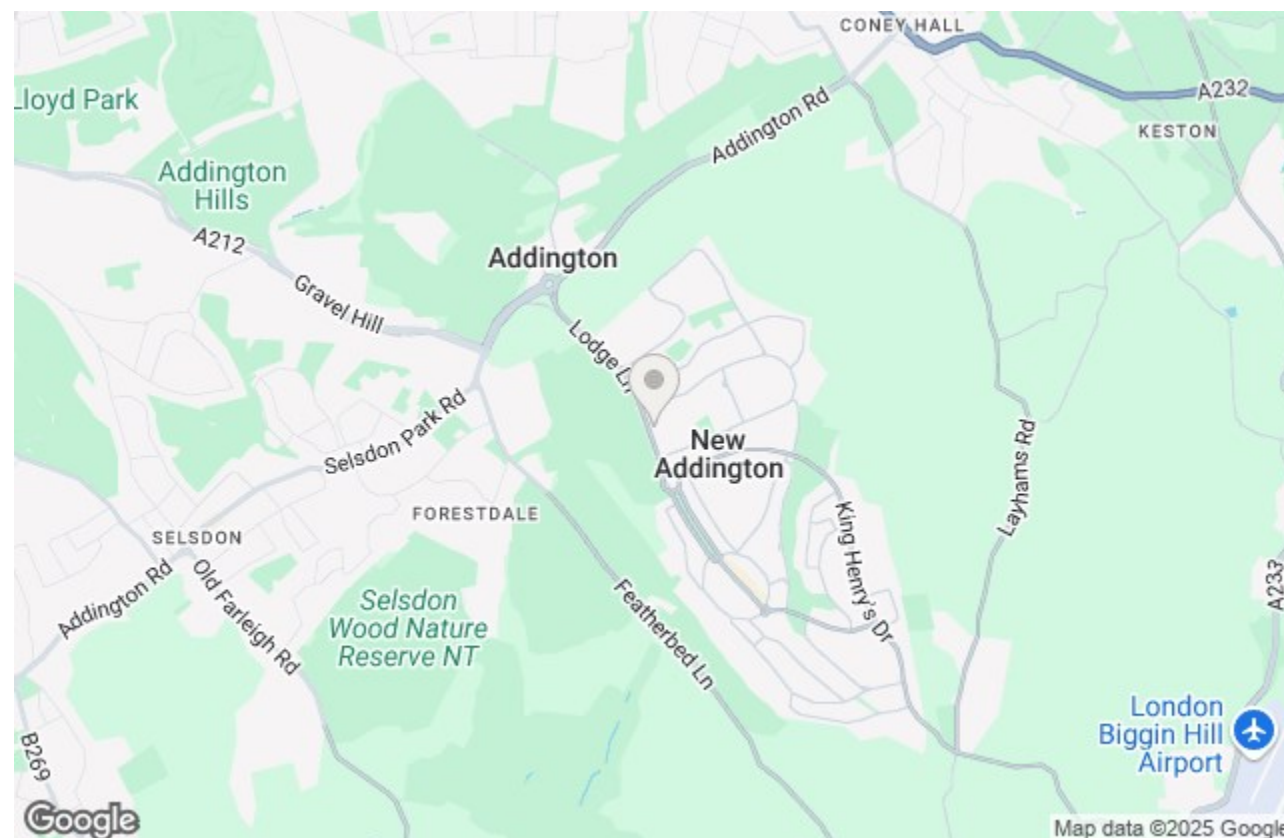 CONEY HALL
Lloyd Park
A232
Addington Rd
KESTON
Addington
Hills
A212
Addington
Gravel Hill
Lodge Ln
Selsdon Park Rd
New
Addington
Layhams Rd
FORESTDALE
King Henry's Dr
SELSDON
Old Farleigh Rd
Addington Rd
Selsdon
Wood Nature
Reserve NT
Featherbed Ln
A233
London
Biggin Hill
Airport
B269
Google
Map data ©2025 Google